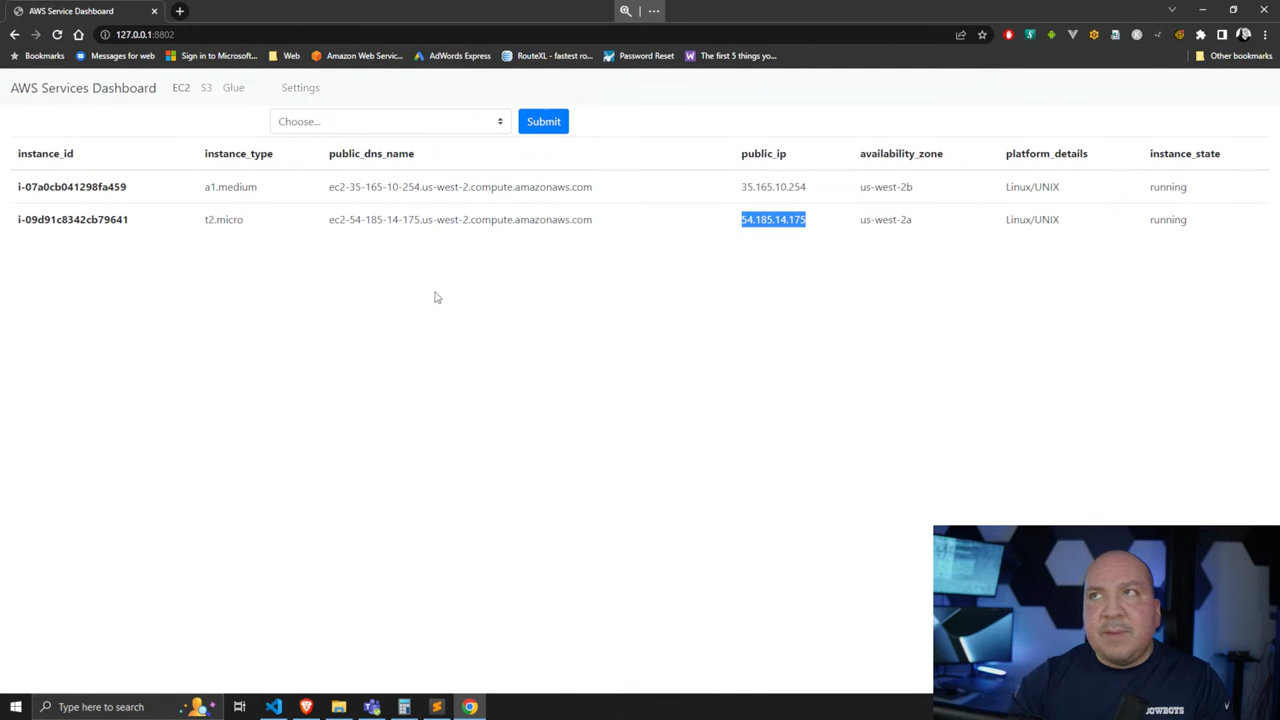 AWS Service Dashboard
127.0.0.1:8802
Bookmarks Messages for web Sign in to Microsoft... Web Amazon Web Servic... AdWords Express RouteXL - fastest ro... Password Reset The first 5 things yo... Other bookmarks
AWS Services Dashboard EC2 S3 Glue Settings
Choose... Submit
instance_id instance_type public_dns_name public_ip availability_zone platform_details instance_state
i-07a0cb041298fa459 a1.medium ec2-35-165-10-254.us-west-2.compute.amazonaws.com 35.165.10.254 us-west-2b Linux/UNIX running
i-09d91c8342cb79641 t2.micro ec2-54-185-14-175.us-west-2.compute.amazonaws.com 54.185.14.175 us-west-2a Linux/UNIX running
COWBOYS
Type here to search